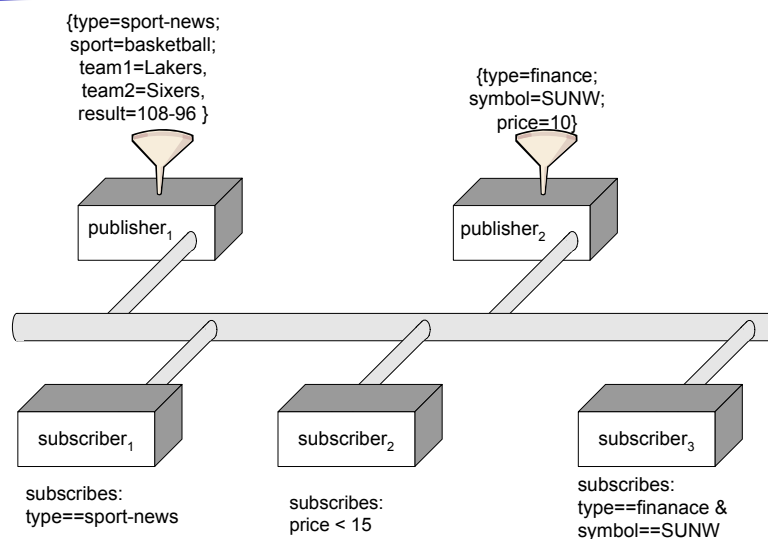 {type=sport-news;
sport=basketball;
team1=Lakers,
team2=Sixers,
result=108-96 }
{type=finance;
symbol=SUNW;
price=10}
publisher1
publisher2
subscriber1
subscriber2
subscriber3
subscribes:
type==sport-news
subscribes:
price < 15
subscribes:
type==finanace &
symbol==SUNW